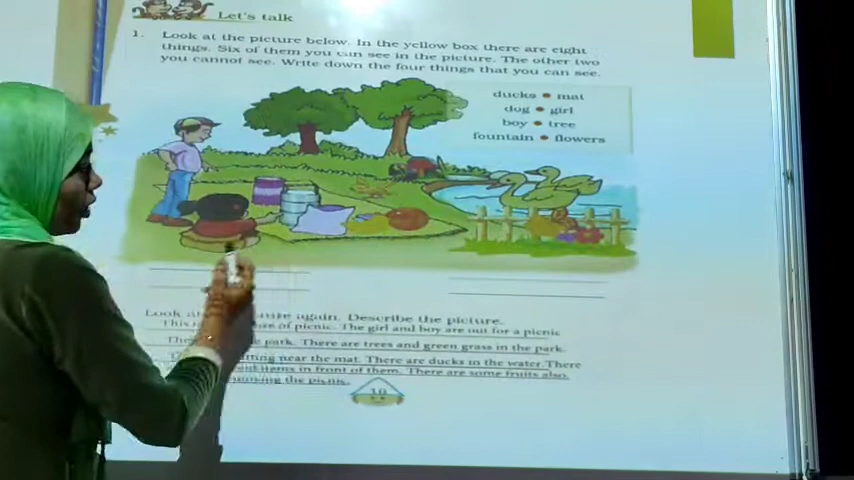 Let's talk
1. Look at the picture below. In the yellow box there are eight
things. Six of them you can see in the picture. The other two
you cannot see. Write down the four things that you can see.
ducks • mat
dog • girl
boy • tree
fountain • flowers
Look at again. Describe the picture.
This is of picnic. The girl and boy are out for a picnic
park. There are trees and green grasses in the park.
sitting near the mat. There are ducks in the water. There
items in front of them. There are some fruits also.
the picnic.
10